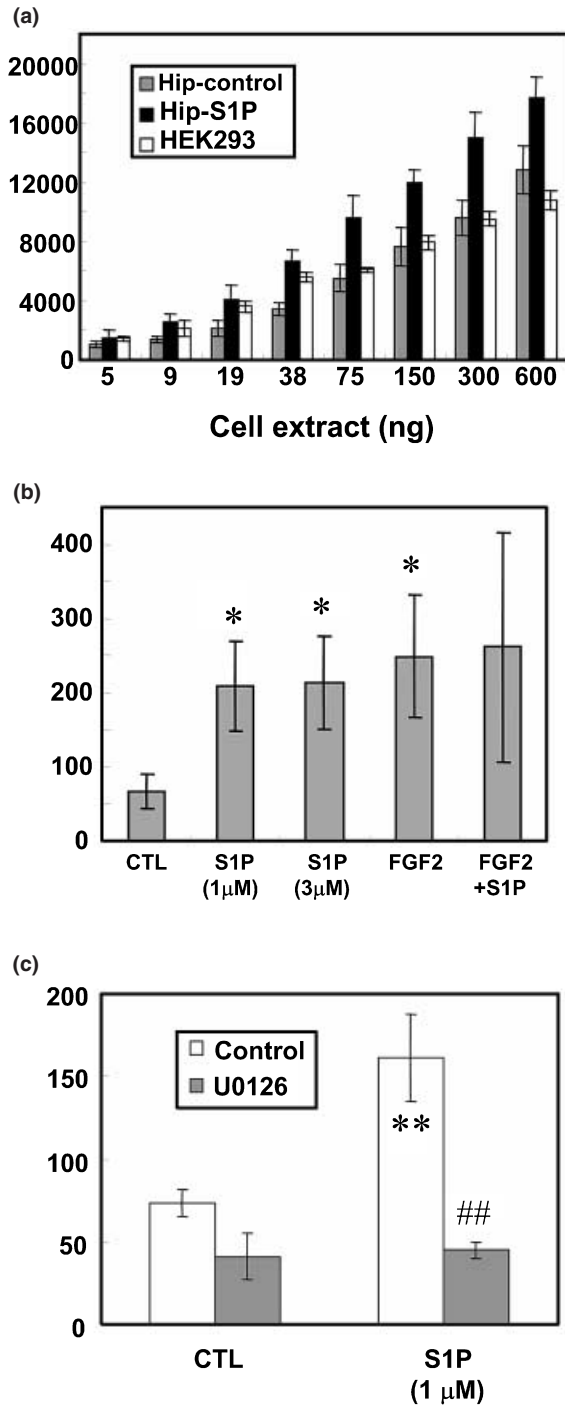 (a)
20000
16000
12000
8000
4000
0
Hip-control
Hip-S1P
HEK293
5 9 19 38 75 150 300 600
Cell extract (ng)
(b)
400
300
200
100
0
* * *
CTL S1P S1P FGF2 FGF2
(1μM) (3μM) +S1P
(c)
200
150
100
50
0
Control
U0126
**
##
CTL S1P
(1 μM)